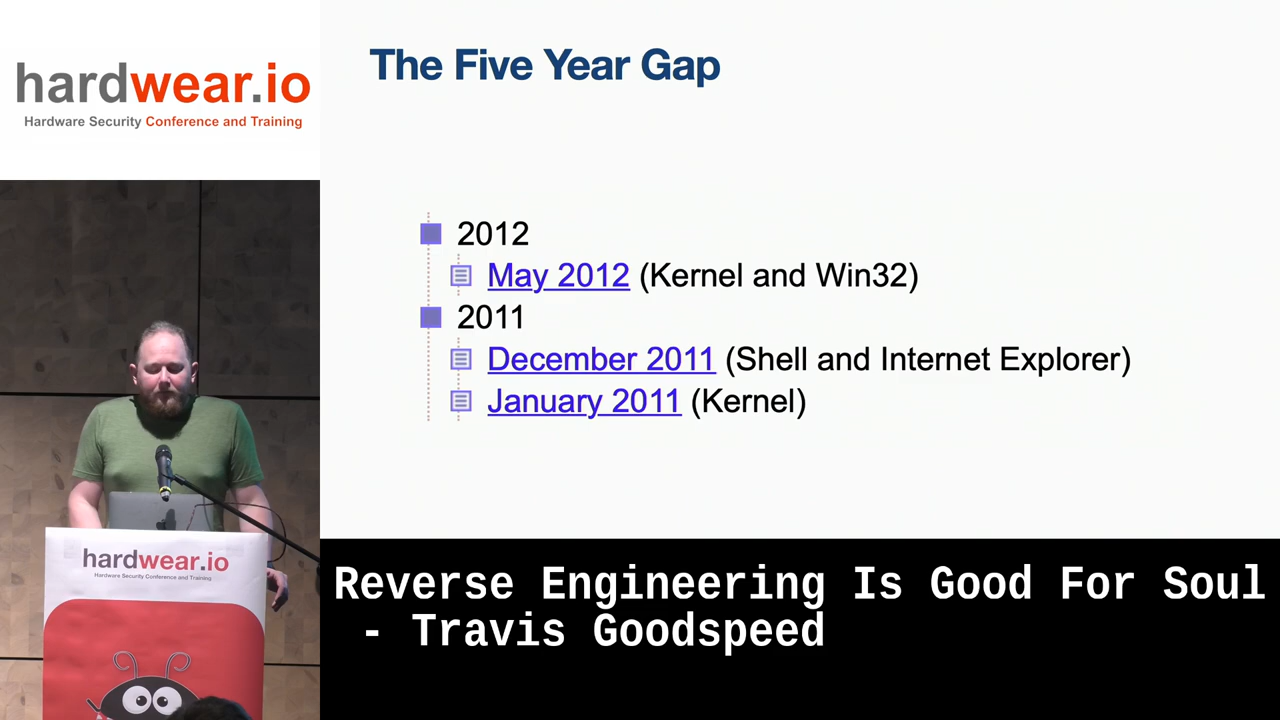 hardwear.io
Hardware Security Conference and Training
The Five Year Gap
2012
May 2012 (Kernel and Win32)
2011
December 2011 (Shell and Internet Explorer)
January 2011 (Kernel)
hardwear.io
Hardware Security Conference and Training
Reverse Engineering Is Good For Soul
- Travis Goodspeed